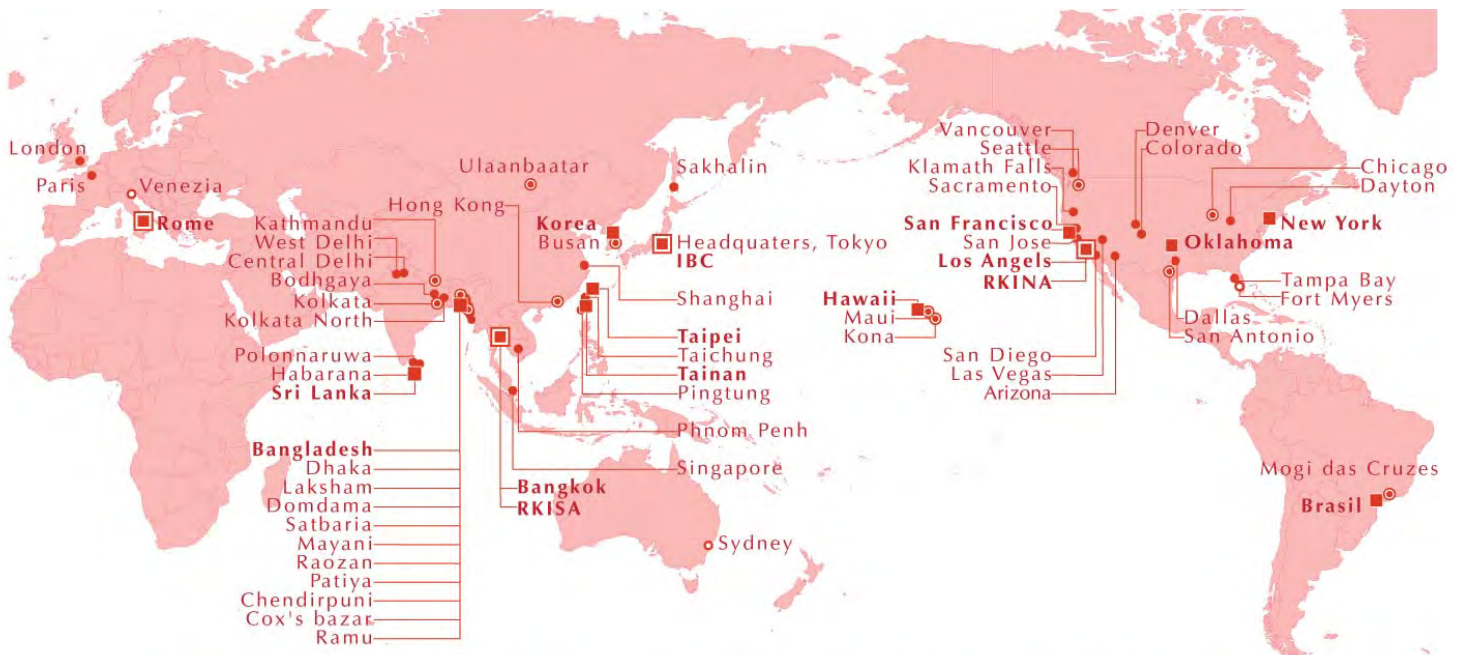 London
Paris
Venezia
Rome
Ulaanbaatar
Hong Kong
Kathmandu
West Delhi
Central Delhi
Bodhgaya
Kolkata
Kolkata North
Polonnaruwa
Habarana
Sri Lanka
Bangladesh
Dhaka
Laksham
Domdama
Satbaria
Mayani
Raozan
Patiya
Chendirpuni
Cox's bazar
Ramu
Sakhalin
Korea
Busan
Headquaters, Tokyo
IBC
Shanghai
Taipei
Taichung
Tainan
Pingtung
Phnom Penh
Singapore
Bangkok
RKISA
Sydney
Vancouver
Seattle
Klamath Falls
Sacramento
San Francisco
San Jose
Los Angels
RKINA
Hawaii
Maui
Kona
San Diego
Las Vegas
Arizona
Denver
Colorado
Chicago
Dayton
New York
Oklahoma
Tampa Bay
Fort Myers
Dallas
San Antonio
Mogi das Cruzes
Brasil